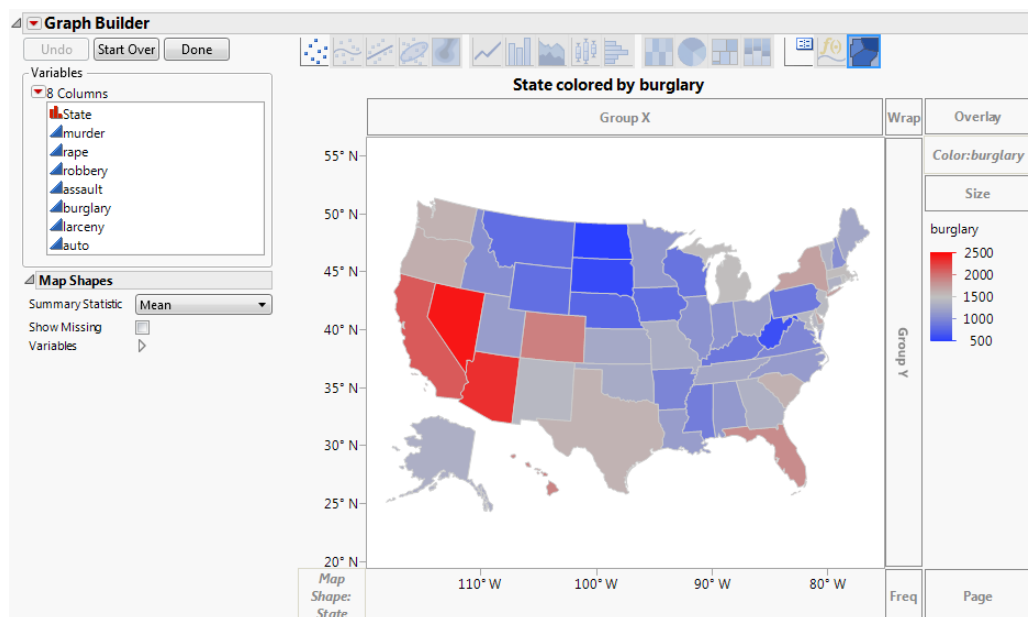 Graph Builder
Undo Start Over Done
Variables
8 Columns
State
murder
rape
robbery
assault
burglary
larceny
auto
Map Shapes
Summary Statistic Mean
Show Missing
Variables
State colored by burglary
Group X
Wrap
Overlay
Color:burglary
Size
burglary
2500
2000
1500
1000
500
55° N
50° N
45° N
40° N
35° N
30° N
25° N
20° N
Group Y
110° W 100° W 90° W 80° W
Map
Shape:
State
Freq
Page